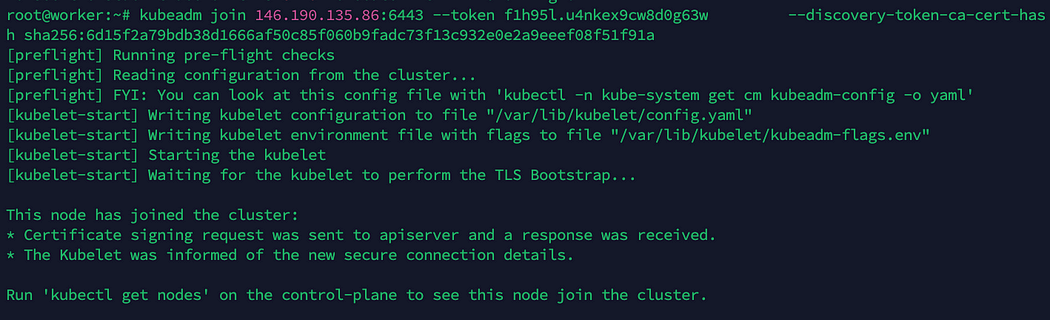 root@worker:~# kubeadm join 146.190.135.86:6443 --token f1h95l.u4nkex9cw8d0g63w         --discovery-token-ca-cert-has
h sha256:6d15f2a79bdb38d1666af50c85f060b9fadc73f13c932e0e2a9eeef08f51f91a
[preflight] Running pre-flight checks
[preflight] Reading configuration from the cluster...
[preflight] FYI: You can look at this config file with 'kubectl -n kube-system get cm kubeadm-config -o yaml'
[kubelet-start] Writing kubelet configuration to file "/var/lib/kubelet/config.yaml"
[kubelet-start] Writing kubelet environment file with flags to file "/var/lib/kubelet/kubeadm-flags.env"
[kubelet-start] Starting the kubelet
[kubelet-start] Waiting for the kubelet to perform the TLS Bootstrap...

This node has joined the cluster:
* Certificate signing request was sent to apiserver and a response was received.
* The Kubelet was informed of the new secure connection details.

Run 'kubectl get nodes' on the control-plane to see this node join the cluster.